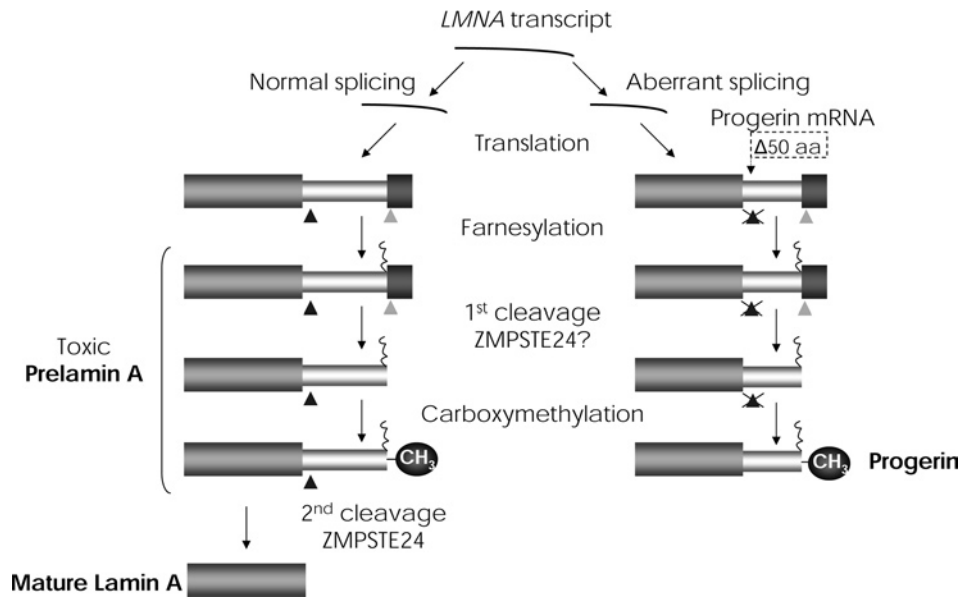 LMNA transcript
Normal splicing
Aberrant splicing
Progerin mRNA
Δ50 aa
Translation
Farnesylation
1st cleavage
ZMPSTE24?
Toxic
Prelamin A
Carboxymethylation
CH3
CH3
Progerin
2nd cleavage
ZMPSTE24
Mature Lamin A